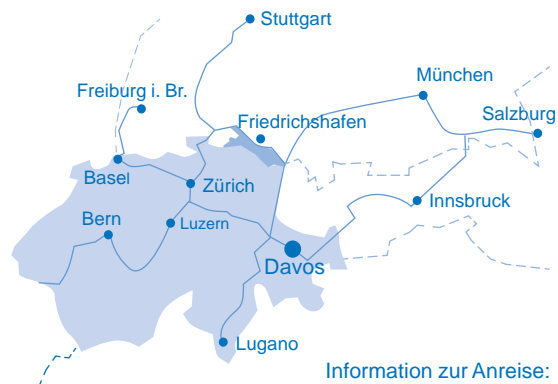 Stuttgart
München
Freiburg i. Br.
Salzburg
Friedrichshafen
Basel
Zürich
Innsbruck
Bern
Luzern
Davos
Lugano
Information zur Anreise: